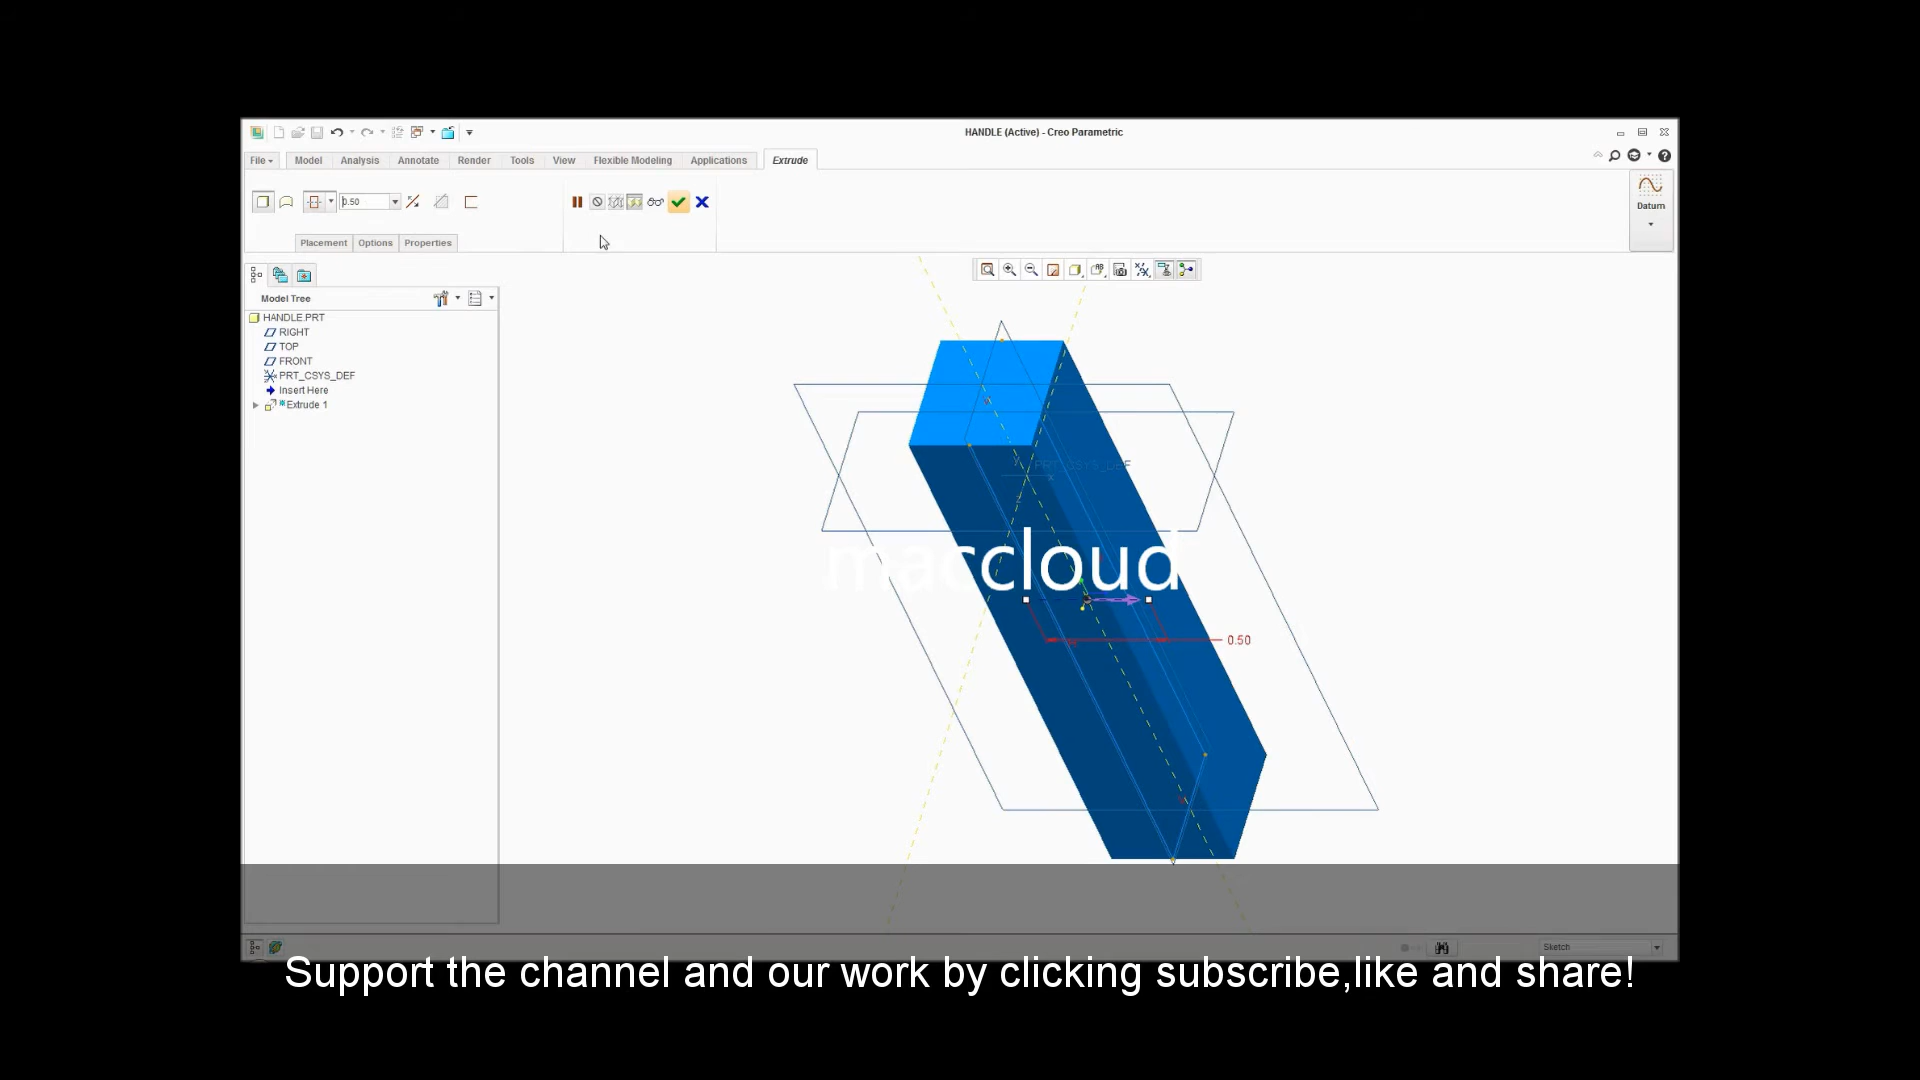 HANDLE (Active) - Creo Parametric
File Model Analysis Annotate Render Tools View Flexible Modeling Applications Extrude
0.50
Datum
Placement Options Properties
Model Tree
HANDLE.PRT
RIGHT
TOP
FRONT
PRT_CSYS_DEF
Insert Here
Extrude 1
Y
PRT_CSYS_DEF
X
Z
maccloud
0.50
Sketch
Support the channel and our work by clicking subscribe,like and share!